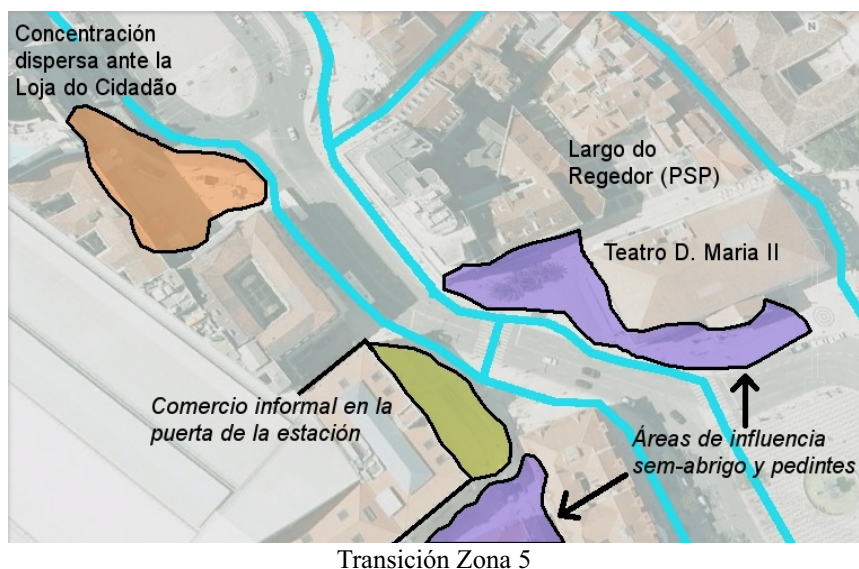 Concentración
dispersa ante la
Loja do Cidadão
N
Largo do
Regedor (PSP)
Teatro D. Maria II
Comercio informal en la
puerta de la estación
Áreas de influencia
sem-abrigo y pedintes
Transición Zona 5